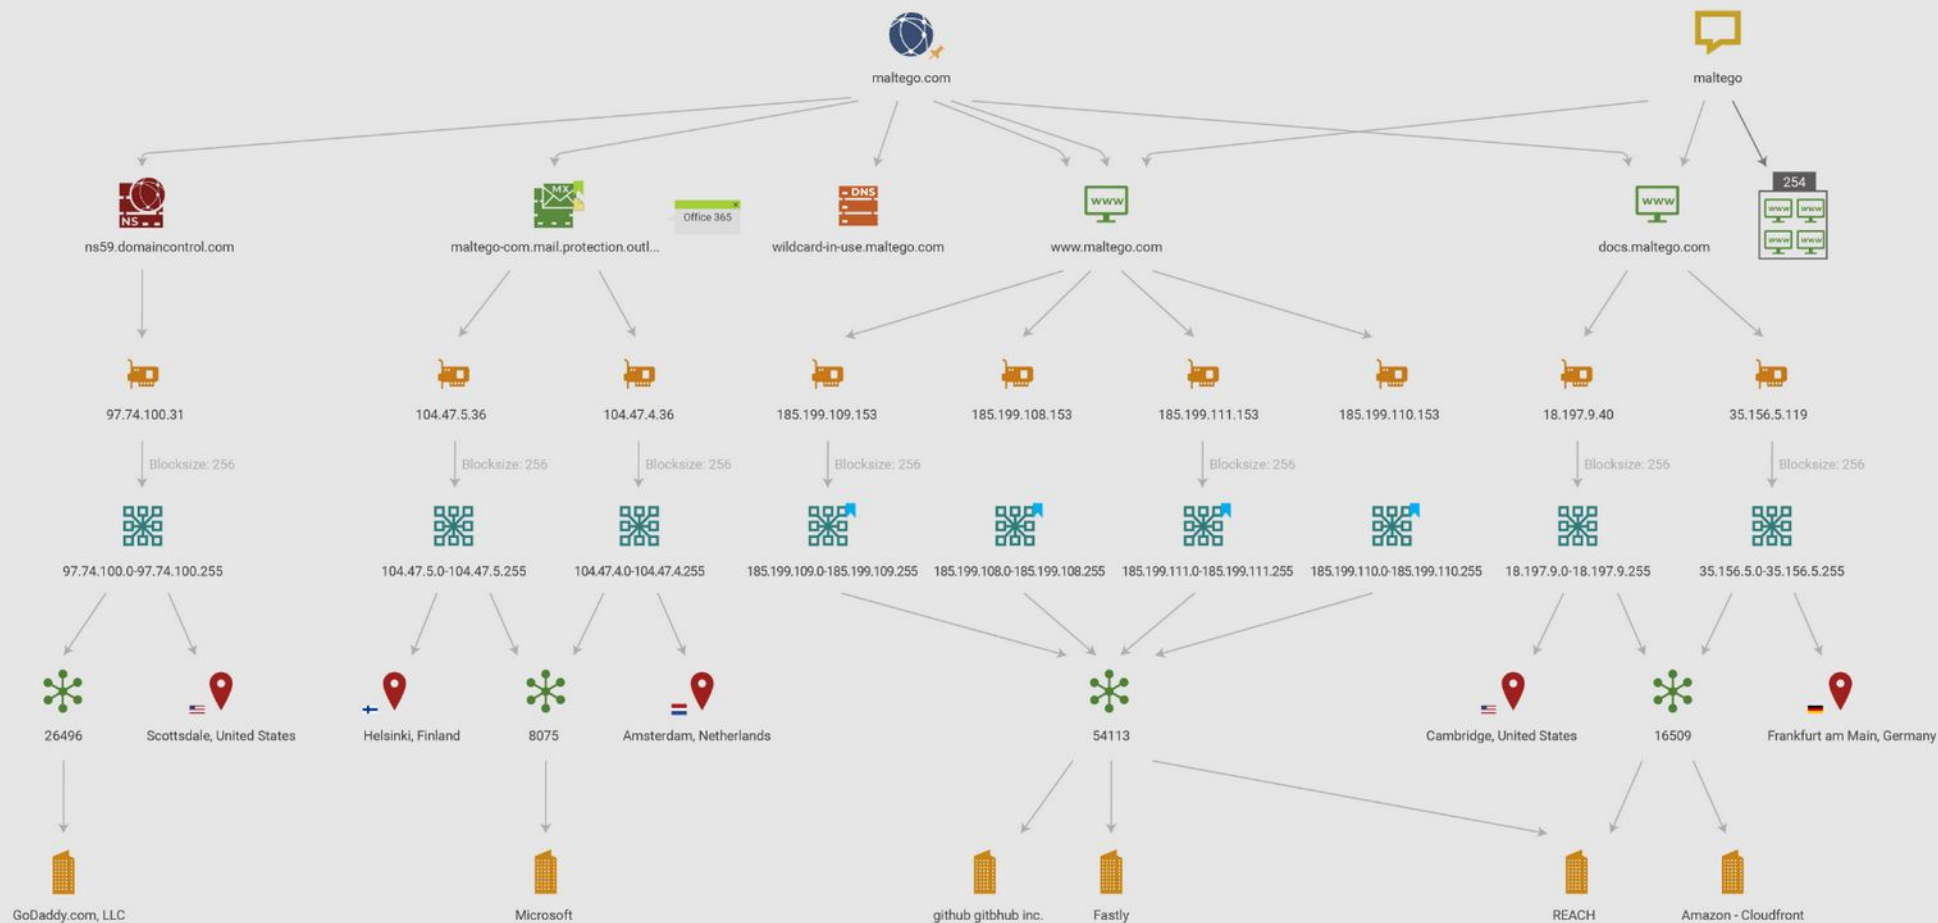 maltego.com
maltego
254
NS
MX
Office 365
DNS
www
www
www
www
www
www
ns59.domaincontrol.com
maltego-com.mail.protection.outl...
wildcard-in-use.maltego.com
www.maltego.com
docs.maltego.com
97.74.100.31
104.47.5.36
104.47.4.36
185.199.109.153
185.199.108.153
185.199.111.153
185.199.110.153
18.197.9.40
35.156.5.119
Blocksize: 256
Blocksize: 256
Blocksize: 256
Blocksize: 256
Blocksize: 256
Blocksize: 256
Blocksize: 256
97.74.100.0-97.74.100.255
104.47.5.0-104.47.5.255
104.47.4.0-104.47.4.255
185.199.109.0-185.199.109.255
185.199.108.0-185.199.108.255
185.199.111.0-185.199.111.255
185.199.110.0-185.199.110.255
18.197.9.0-18.197.9.255
35.156.5.0-35.156.5.255
26496
Scottsdale, United States
Helsinki, Finland
8075
Amsterdam, Netherlands
54113
Cambridge, United States
16509
Frankfurt am Main, Germany
GoDaddy.com, LLC
Microsoft
github gitbhub inc.
Fastly
REACH
Amazon - Cloudfront